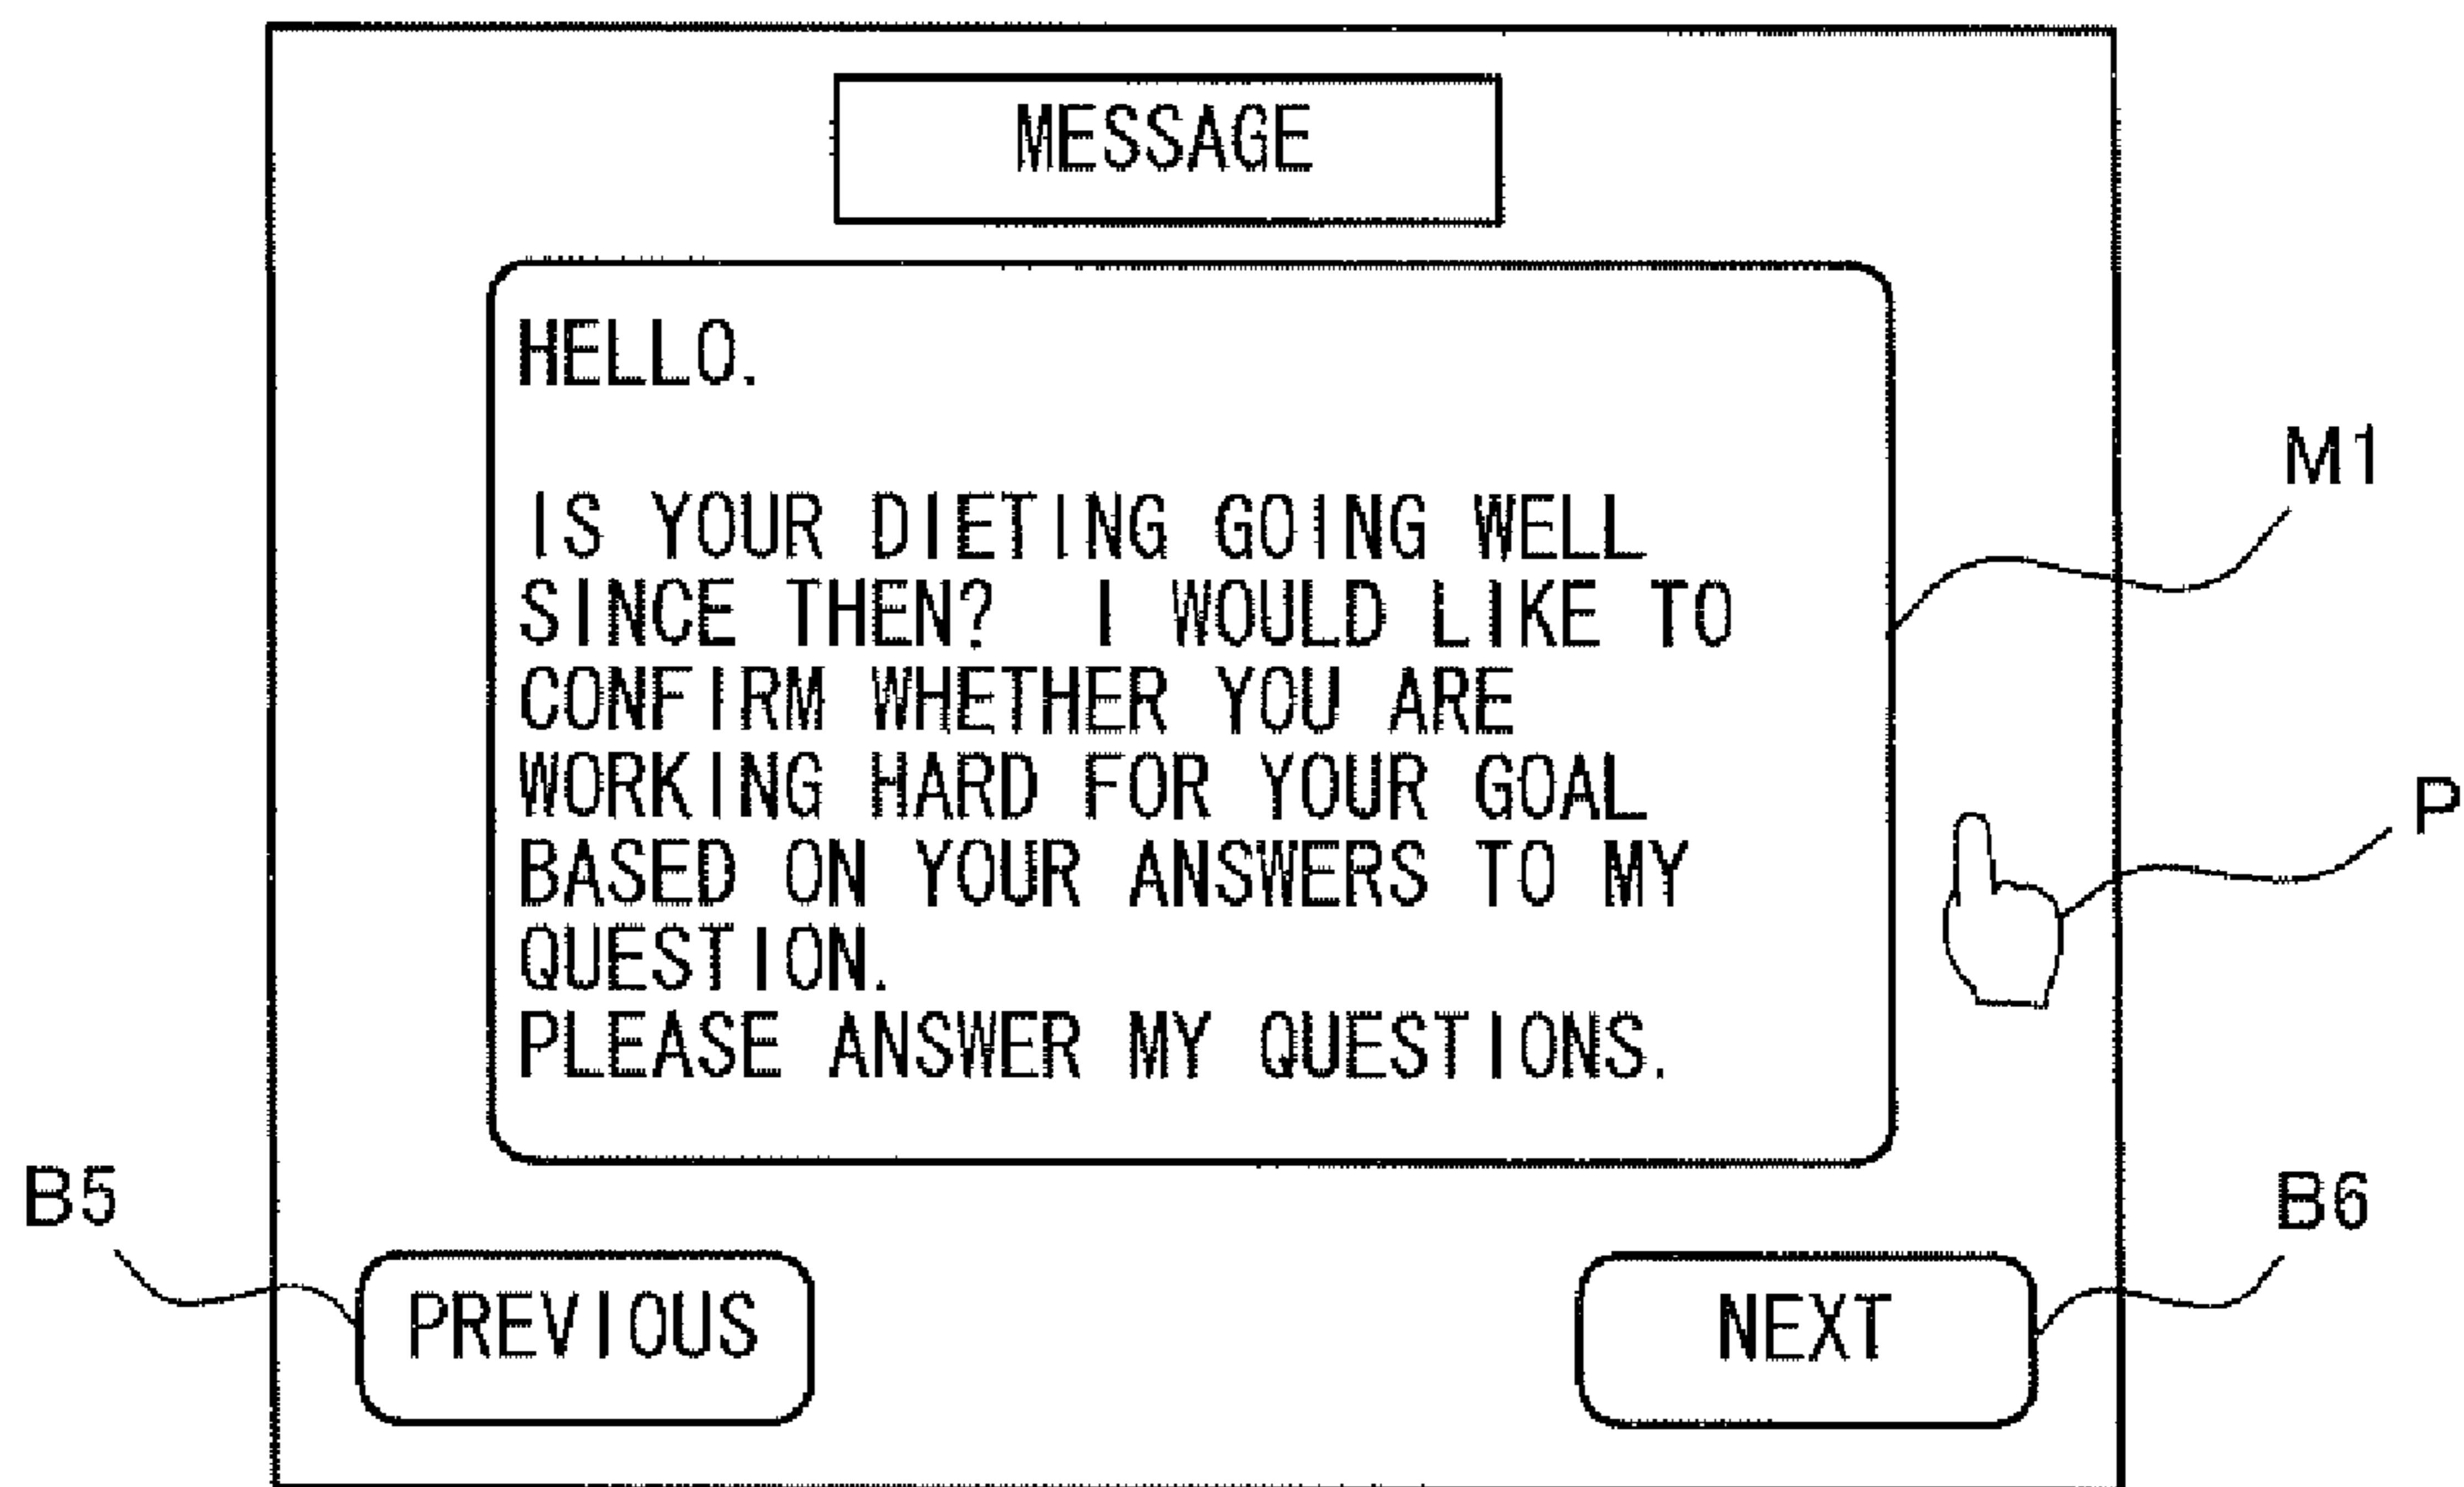 MESSAGE
HELLO.
IS YOUR DIETING GOING WELL
SINCE THEN? I WOULD LIKE TO
CONFIRM WHETHER YOU ARE
WORKING HARD FOR YOUR GOAL
BASED ON YOUR ANSWERS TO MY
QUESTION.
PLEASE ANSWER MY QUESTIONS.
M1
P
B5
B6
PREVIOUS
NEXT